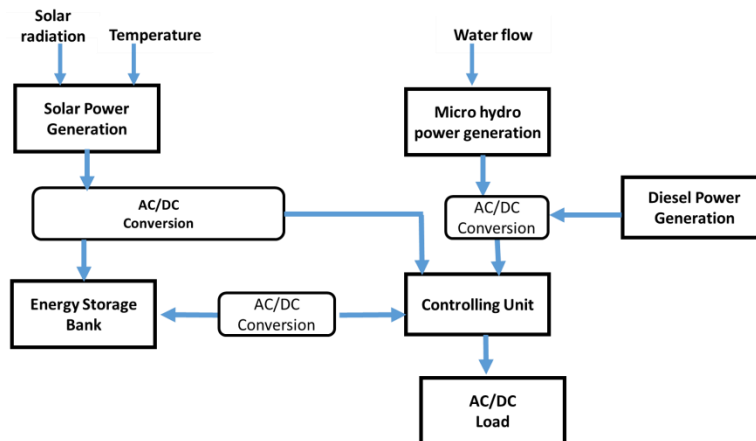 Solar
radiation
Temperature
Water flow
Solar Power
Generation
Micro hydro
power generation
AC/DC
Conversion
AC/DC
Conversion
Diesel Power
Generation
Energy Storage
Bank
AC/DC
Conversion
Controlling Unit
AC/DC
Load